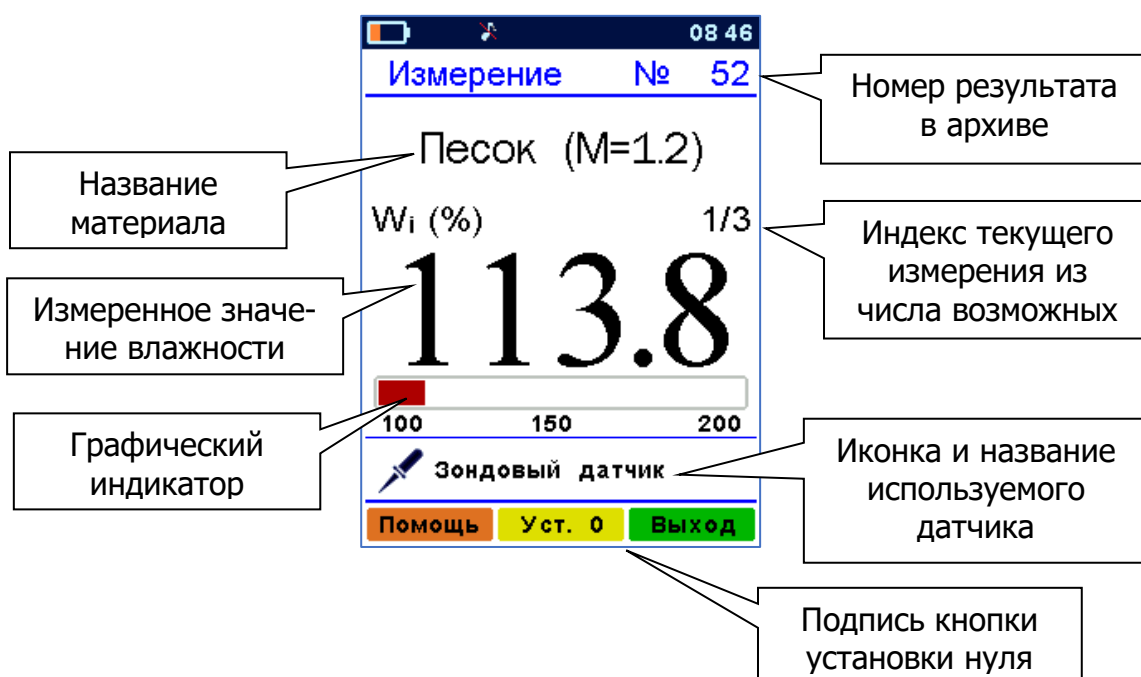 08 46
Измерение № 52
Песок (М=1.2)
Wi (%) 1/3
113.8
100 150 200
Зондовый датчик
Помощь Уст. 0 Выход
Название
материала
Измеренное значе-
ние влажности
Графический
индикатор
Номер результата
в архиве
Индекс текущего
измерения из
числа возможных
Иконка и название
используемого
датчика
Подпись кнопки
установки нуля